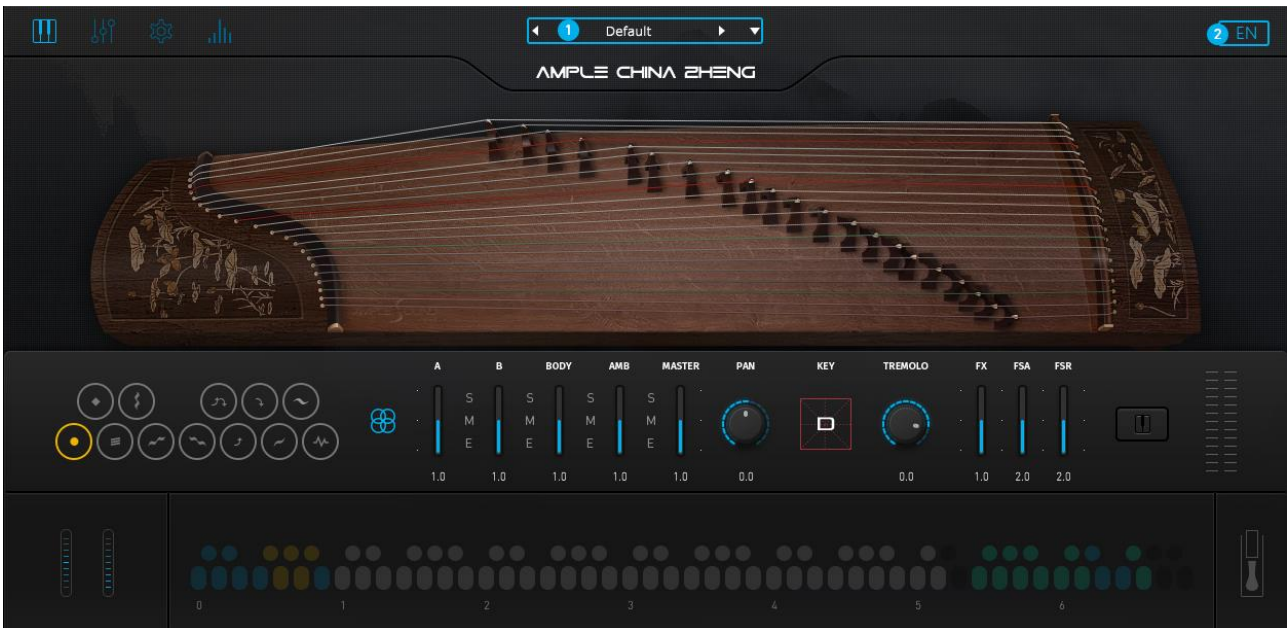 1 Default
2 EN
AMPLE CHINA ZHENG
A B BODY AMB MASTER PAN KEY TREMOLO FX FSA FSR
S S S S
M M M M
D
E E E E
1.0 1.0 1.0 1.0 1.0 0.0 0.0 1.0 2.0 2.0
0 1 2 3 4 5 6